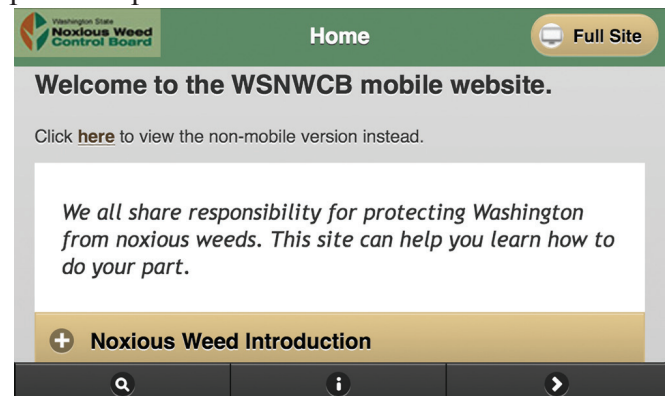 Washington State
Noxious Weed
Control Board
Home
Full Site
Welcome to the WSNWCB mobile website.
Click here to view the non-mobile version instead.
We all share responsibility for protecting Washington
from noxious weeds. This site can help you learn how to
do your part.
Noxious Weed Introduction